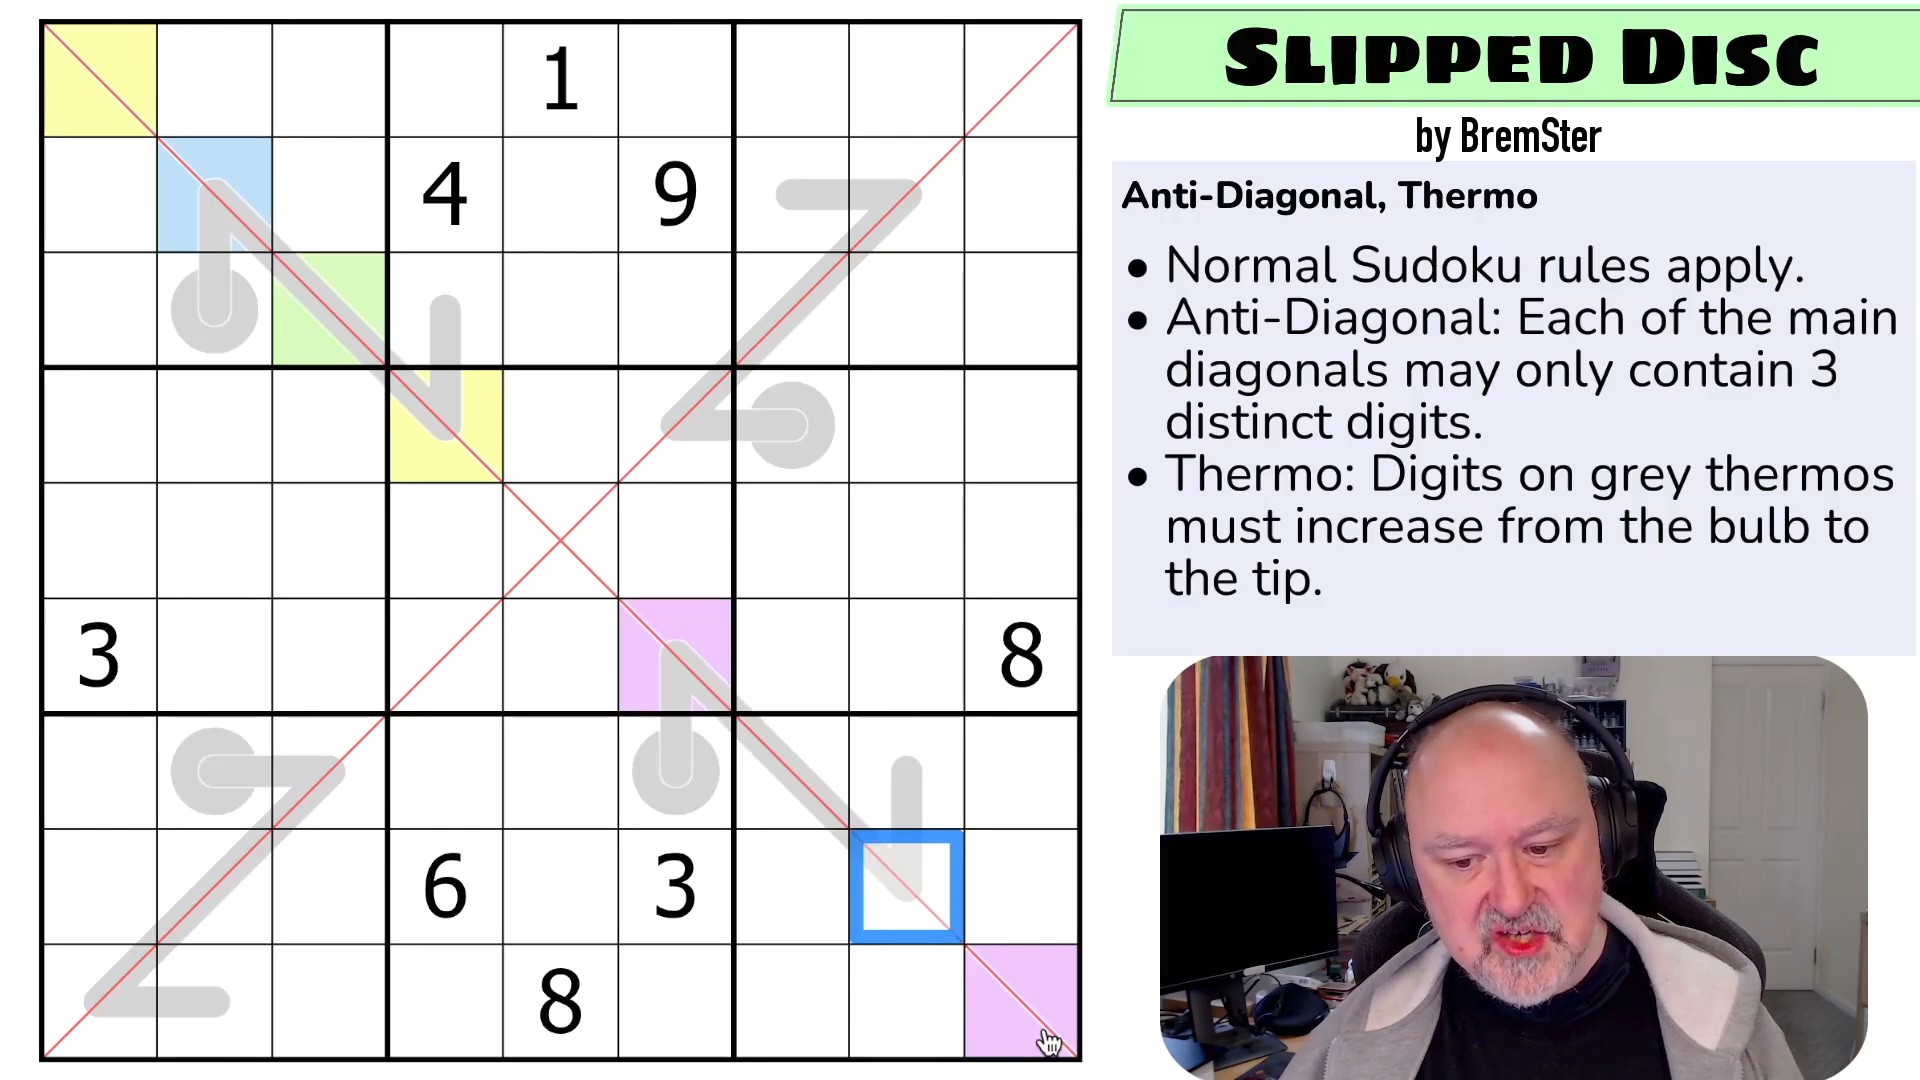 SLIPPED DISC
by BremSter
Anti-Diagonal, Thermo
• Normal Sudoku rules apply.
• Anti-Diagonal: Each of the main
diagonals may only contain 3
distinct digits.
• Thermo: Digits on grey thermos
must increase from the bulb to
the tip.
1
4 9
3 8
6 3
8